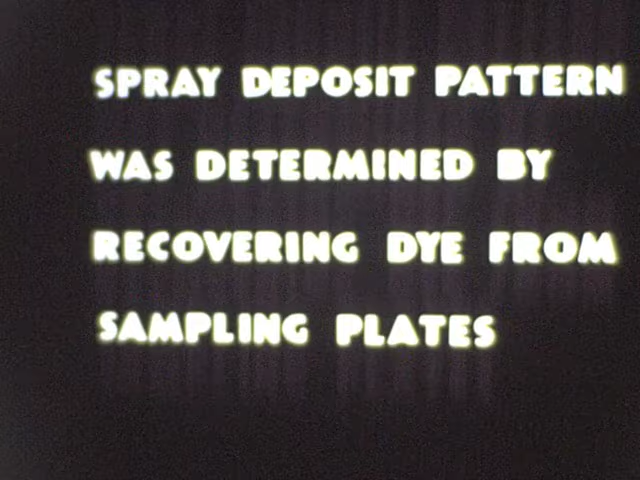 SPRAY DEPOSIT PATTERN
WAS DETERMINED BY
RECOVERING DYE FROM
SAMPLING PLATES